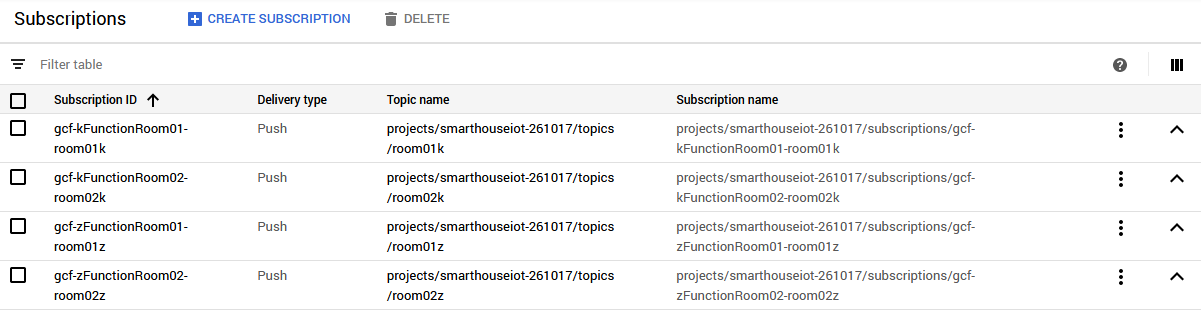 Subscriptions CREATE SUBSCRIPTION DELETE
Filter table
Subscription ID Delivery type Topic name Subscription name
gcf-kFunctionRoom01- Push projects/smarthouseiot-261017/topics projects/smarthouseiot-261017/subscriptions/gcf-
room01k /room01k kFunctionRoom01-room01k
gcf-kFunctionRoom02- Push projects/smarthouseiot-261017/topics projects/smarthouseiot-261017/subscriptions/gcf-
room02k /room02k kFunctionRoom02-room02k
gcf-zFunctionRoom01- Push projects/smarthouseiot-261017/topics projects/smarthouseiot-261017/subscriptions/gcf-
room01z /room01z zFunctionRoom01-room01z
gcf-zFunctionRoom02- Push projects/smarthouseiot-261017/topics projects/smarthouseiot-261017/subscriptions/gcf-
room02z /room02z zFunctionRoom02-room02z